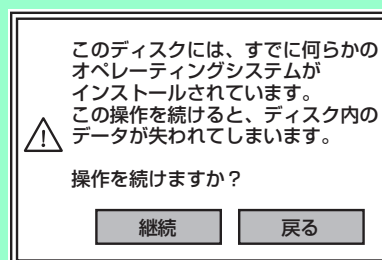 このディスクには、すでに何らかの
オペレーティングシステムが
インストールされています。
この操作を続けると、ディスク内の
データが失われてしまいます。
操作を続けますか？
継続
戻る